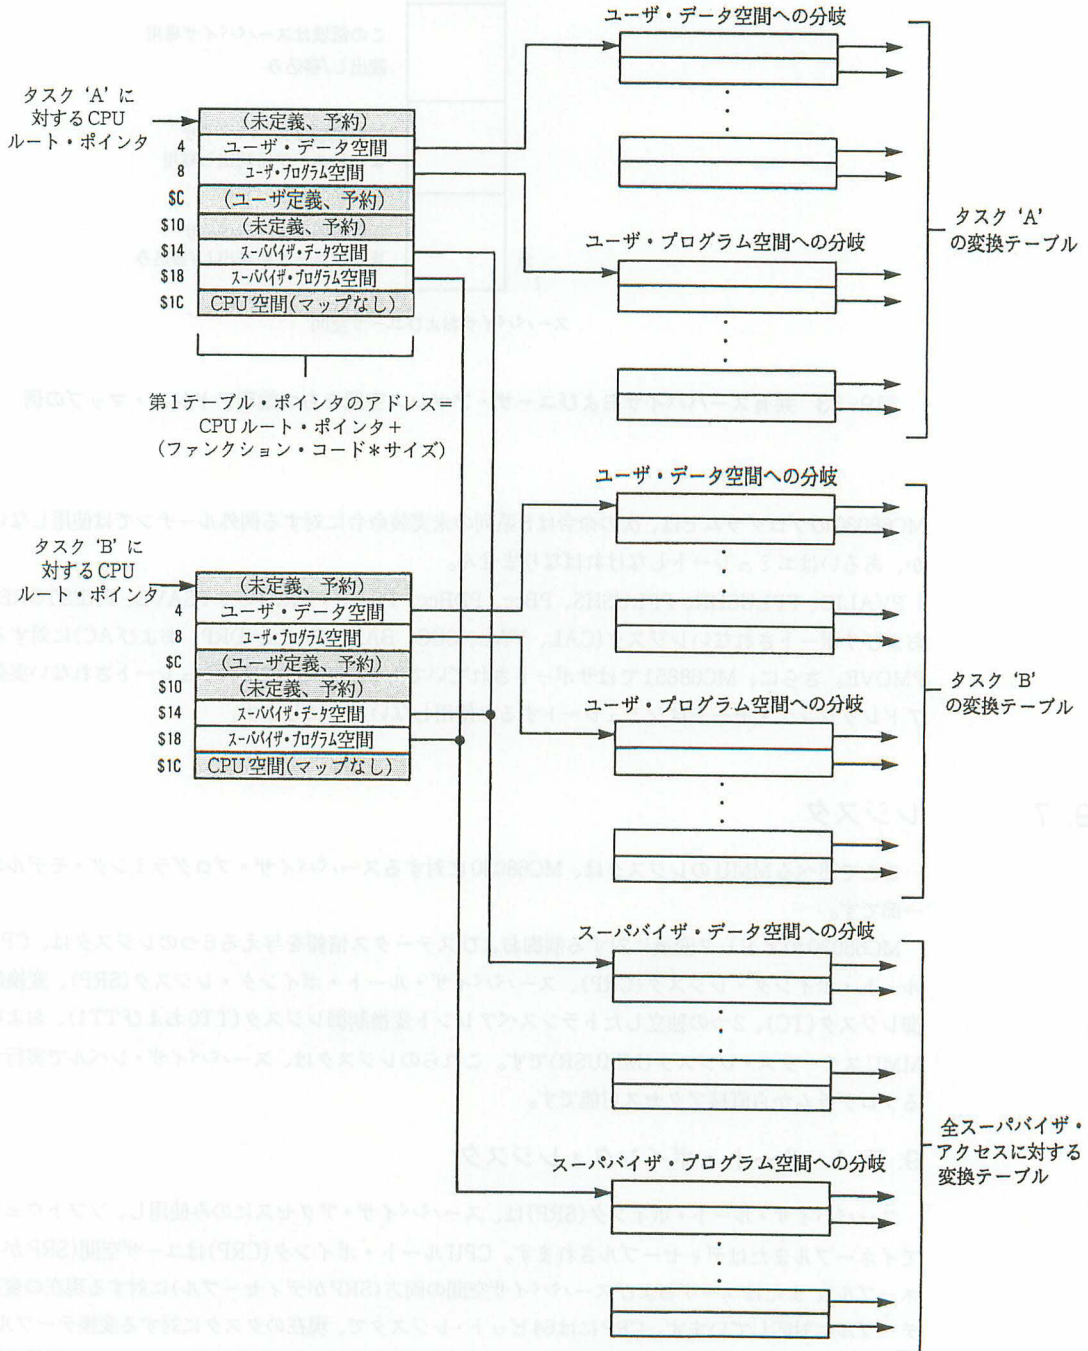 ユーザ・データ空間への分岐
タスク 'A' に
対するCPU
ルート・ポインタ
(未定義、予約)
4 ユーザ・データ空間
8 ユーザ・プログラム空間
$C (ユーザ定義、予約)
$10 (未定義、予約)
$14 スーパバイザ・データ空間
$18 スーパバイザ・プログラム空間
$1C CPU空間(マップなし)
第1テーブル・ポインタのアドレス=
CPUルート・ポインタ+
(ファンクション・コード*サイズ)
ユーザ・プログラム空間への分岐
タスク 'A'
の変換テーブル
ユーザ・データ空間への分岐
タスク 'B' に
対するCPU
ルート・ポインタ
(未定義、予約)
4 ユーザ・データ空間
8 ユーザ・プログラム空間
$C (ユーザ定義、予約)
$10 (未定義、予約)
$14 スーパバイザ・データ空間
$18 スーパバイザ・プログラム空間
$1C CPU空間(マップなし)
ユーザ・プログラム空間への分岐
タスク 'B'
の変換テーブル
スーパバイザ・データ空間への分岐
スーパバイザ・プログラム空間への分岐
全スーパバイザ・
アクセスに対する
変換テーブル